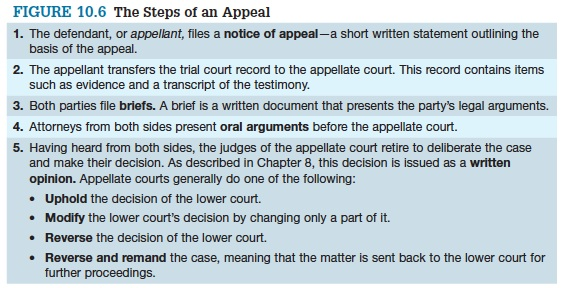 FIGURE 10.6 The Steps of an Appeal
1. The defendant, or appellant, files a notice of appeal—a short written statement outlining the
basis of the appeal.
2. The appellant transfers the trial court record to the appellate court. This record contains items
such as evidence and a transcript of the testimony.
3. Both parties file briefs. A brief is a written document that presents the party's legal arguments.
4. Attorneys from both sides present oral arguments before the appellate court.
5. Having heard from both sides, the judges of the appellate court retire to deliberate the case
and make their decision. As described in Chapter 8, this decision is issued as a written
opinion. Appellate courts generally do one of the following:
• Uphold the decision of the lower court.
• Modify the lower court's decision by changing only a part of it.
• Reverse the decision of the lower court.
• Reverse and remand the case, meaning that the matter is sent back to the lower court for
further proceedings.